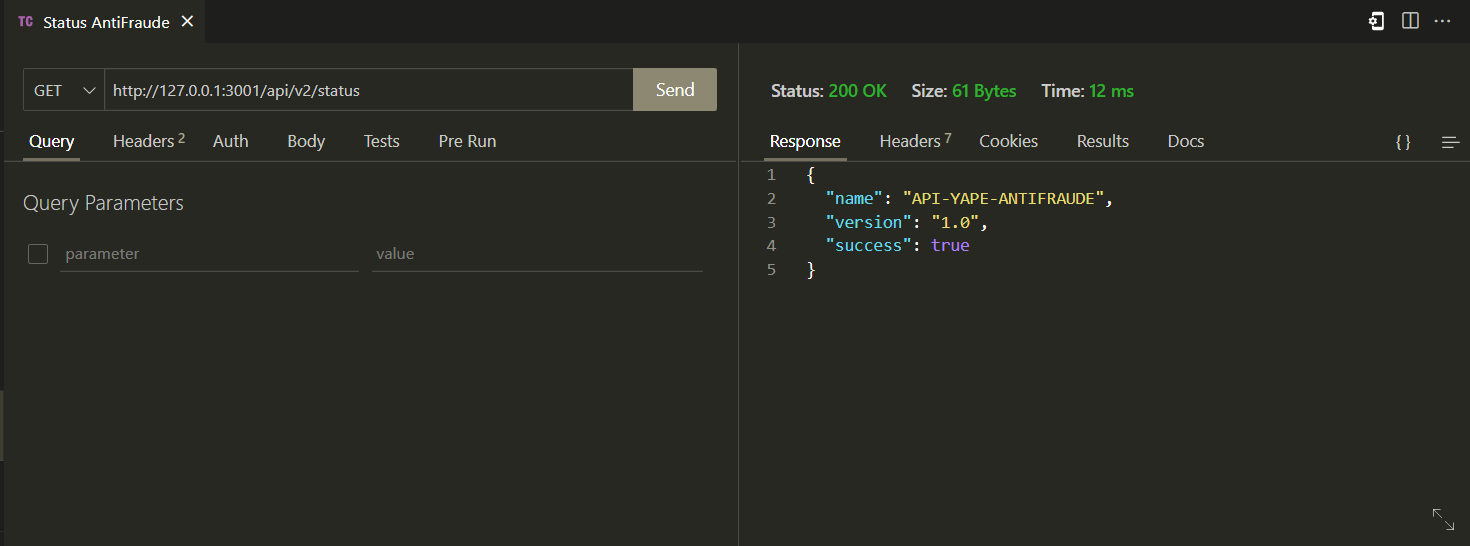 TC Status AntiFraude
GET http://127.0.0.1:3001/api/v2/status Send
Query Headers 2 Auth Body Tests Pre Run
Query Parameters
parameter value
Status: 200 OK Size: 61 Bytes Time: 12 ms
Response Headers 7 Cookies Results Docs {}
1 {
2 "name": "API-YAPE-ANTIFRAUDE",
3 "version": "1.0",
4 "success": true
5 }